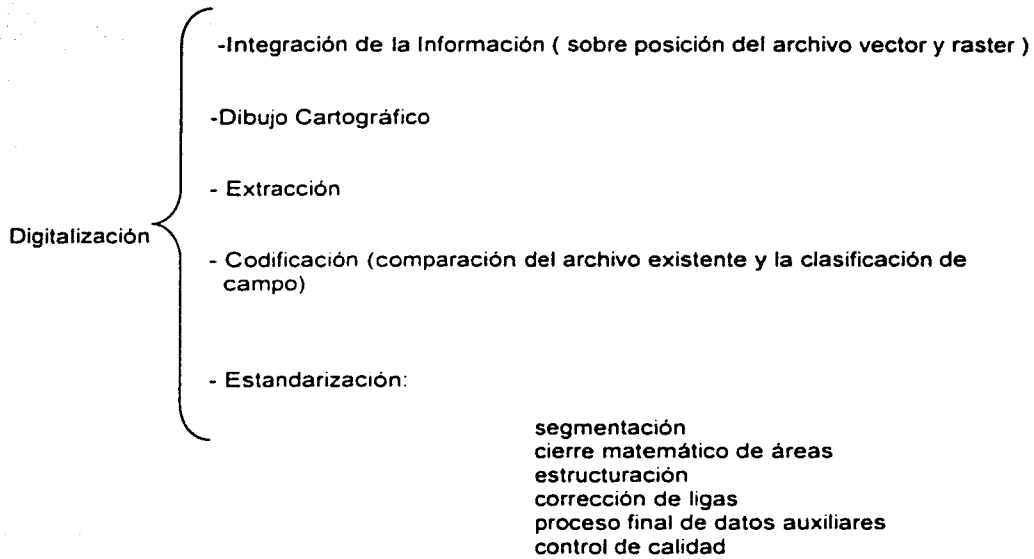 -Integración de la Información ( sobre posición del archivo vector y raster )
-Dibujo Cartográfico
- Extracción
Digitalización
- Codificación (comparación del archivo existente y la clasificación de
campo)
- Estandarización:
segmentación
cierre matemático de áreas
estructuración
corrección de ligas
proceso final de datos auxiliares
control de calidad